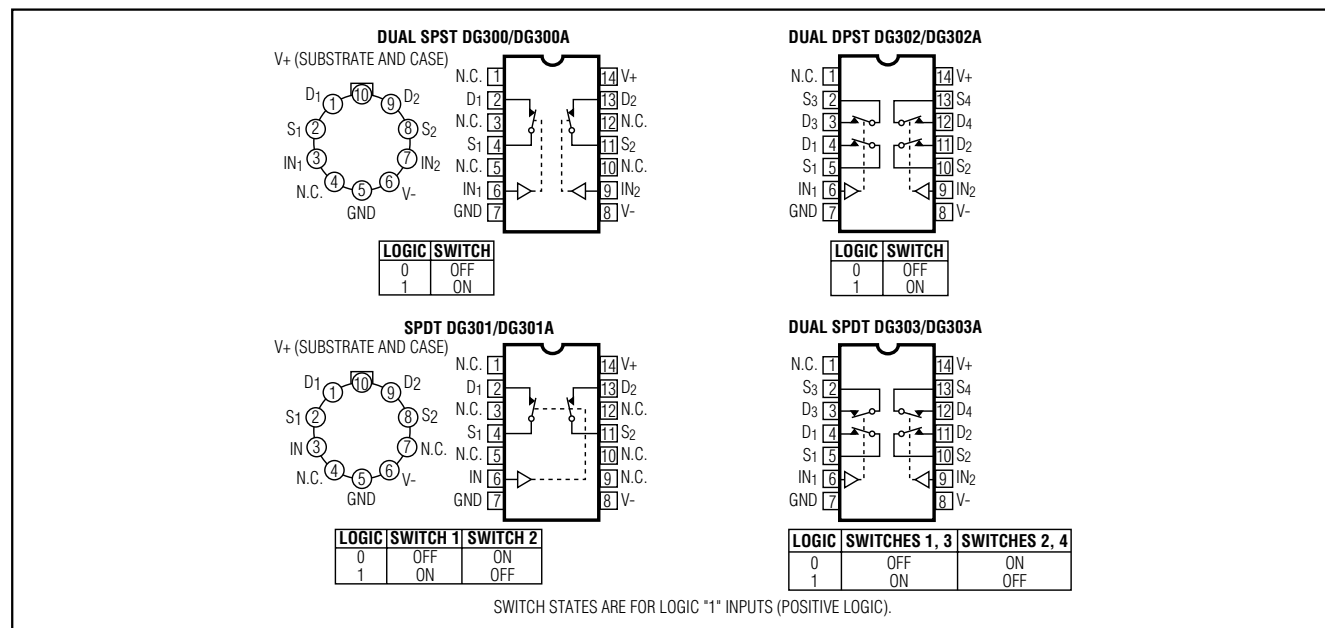 DUAL SPST DG300/DG300A
V+ (SUBSTRATE AND CASE)
10
D1 1 9 D2
S1 2 8 S2
IN1 3 7 IN2
N.C. 4 5 6 V-
GND
N.C. 1 14 V+
D1 2 13 D2
N.C. 3 12 N.C.
S1 4 11 S2
N.C. 5 10 N.C.
IN1 6 9 IN2
GND 7 8 V-
LOGIC SWITCH
0 OFF
1 ON
DUAL DPST DG302/DG302A
N.C. 1 14 V+
S3 2 13 S4
D3 3 12 D4
D1 4 11 D2
S1 5 10 S2
IN1 6 9 IN2
GND 7 8 V-
LOGIC SWITCH
0 OFF
1 ON
SPDT DG301/DG301A
V+ (SUBSTRATE AND CASE)
10
D1 1 9 D2
S1 2 8 S2
IN 3 7 N.C.
N.C. 4 5 6 V-
GND
N.C. 1 14 V+
D1 2 13 D2
N.C. 3 12 N.C.
S1 4 11 S2
N.C. 5 10 N.C.
IN 6 9 N.C.
GND 7 8 V-
LOGIC SWITCH 1 SWITCH 2
0 OFF ON
1 ON OFF
DUAL SPDT DG303/DG303A
N.C. 1 14 V+
S3 2 13 S4
D3 3 12 D4
D1 4 11 D2
S1 5 10 S2
IN1 6 9 IN2
GND 7 8 V-
LOGIC SWITCHES 1, 3 SWITCHES 2, 4
0 OFF ON
1 ON OFF
SWITCH STATES ARE FOR LOGIC "1" INPUTS (POSITIVE LOGIC).